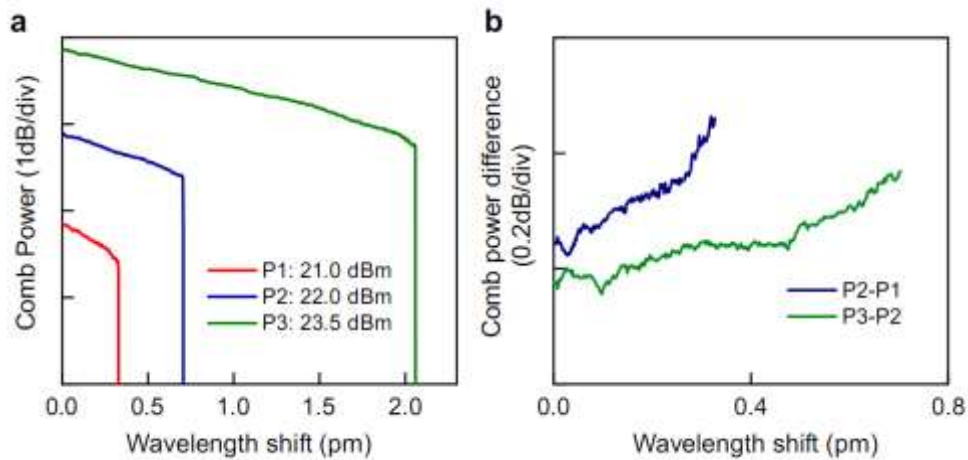 a
Comb Power (1dB/div)
P1: 21.0 dBm
P2: 22.0 dBm
P3: 23.5 dBm
0.0 0.5 1.0 1.5 2.0
Wavelength shift (pm)
b
Comb power difference
(0.2dB/div)
P2-P1
P3-P2
0.0 0.4 0.8
Wavelength shift (pm)